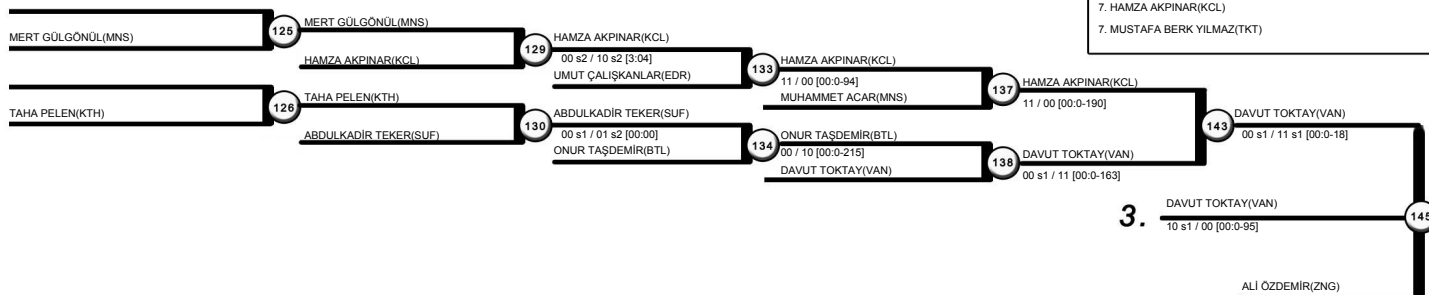 7. HAMZA AKPINAR(KCL)
7. MUSTAFA BERK YILMAZ(TKT)
MERT GÜLGÖNÜL(MNS)
125
MERT GÜLGÖNÜL(MNS)
HAMZA AKPINAR(KCL)
129
HAMZA AKPINAR(KCL)
00 s2 / 10 s2 [3:04]
UMUT ÇALIŞKANLAR(EDR)
133
HAMZA AKPINAR(KCL)
11 / 00 [00:0-94]
MUHAMMET ACAR(MNS)
137
HAMZA AKPINAR(KCL)
11 / 00 [00:0-190]
TAHA PELEN(KTH)
126
TAHA PELEN(KTH)
ABDULKADİR TEKER(SUF)
130
ABDULKADİR TEKER(SUF)
00 s1 / 01 s2 [00:00]
ONUR TAŞDEMİR(BTL)
134
ONUR TAŞDEMİR(BTL)
00 / 10 [00:0-215]
DAVUT TOKTAY(VAN)
138
DAVUT TOKTAY(VAN)
00 s1 / 11 [00:0-163]
143
DAVUT TOKTAY(VAN)
00 s1 / 11 s1 [00:0-18]
3.
DAVUT TOKTAY(VAN)
10 s1 / 00 [00:0-95]
145
ALİ ÖZDEMİR(ZNG)